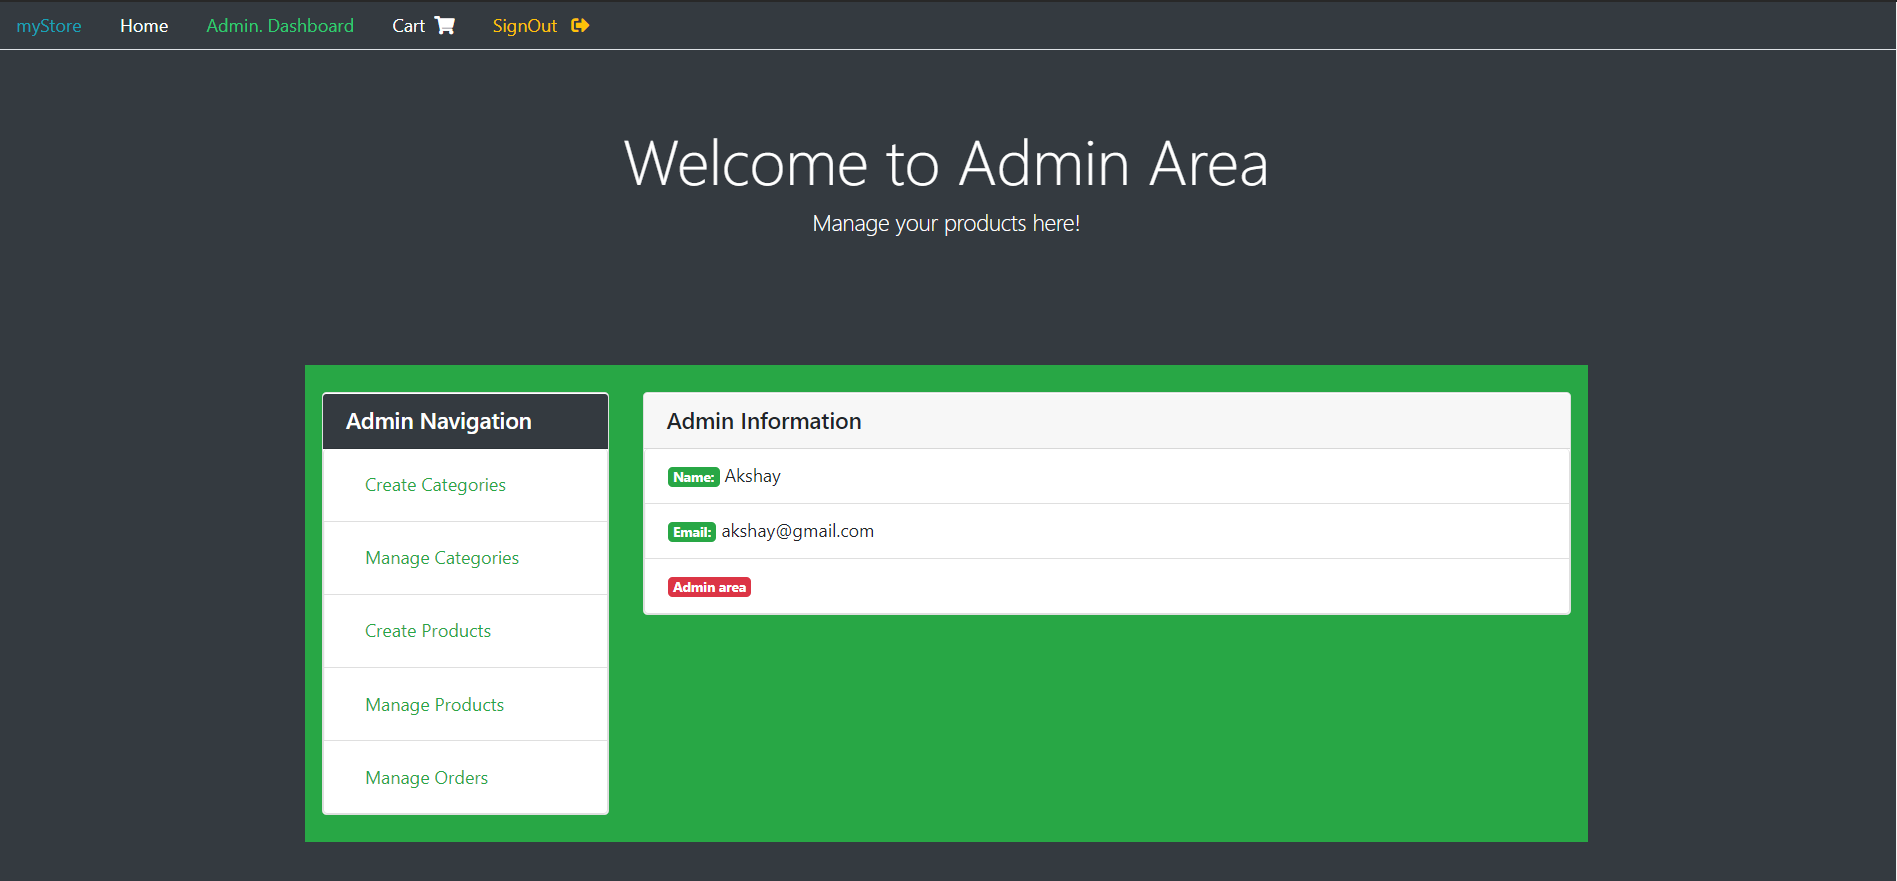 myStore Home Admin. Dashboard Cart SignOut
Welcome to Admin Area
Manage your products here!
Admin Navigation
Create Categories
Manage Categories
Create Products
Manage Products
Manage Orders
Admin Information
Name: Akshay
Email: akshay@gmail.com
Admin area